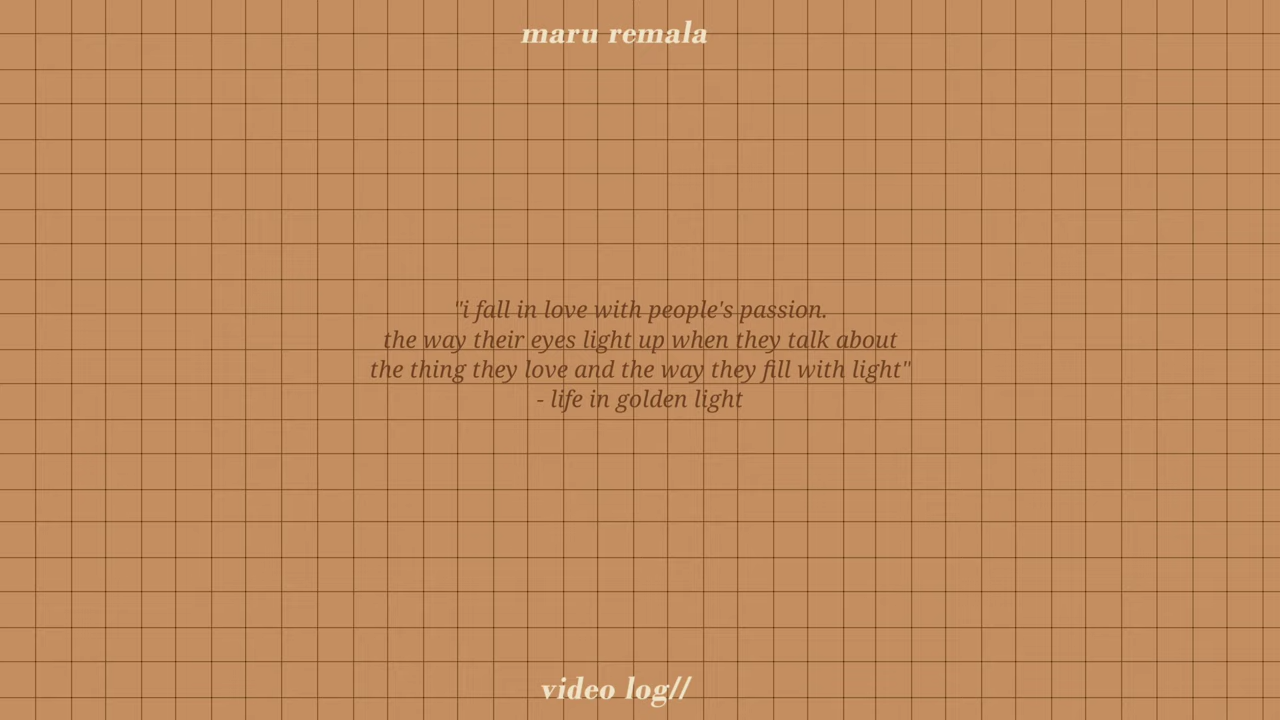 maru remala
"i fall in love with people's passion.
the way their eyes light up when they talk about
the thing they love and the way they fill with light"
- life in golden light
video log//